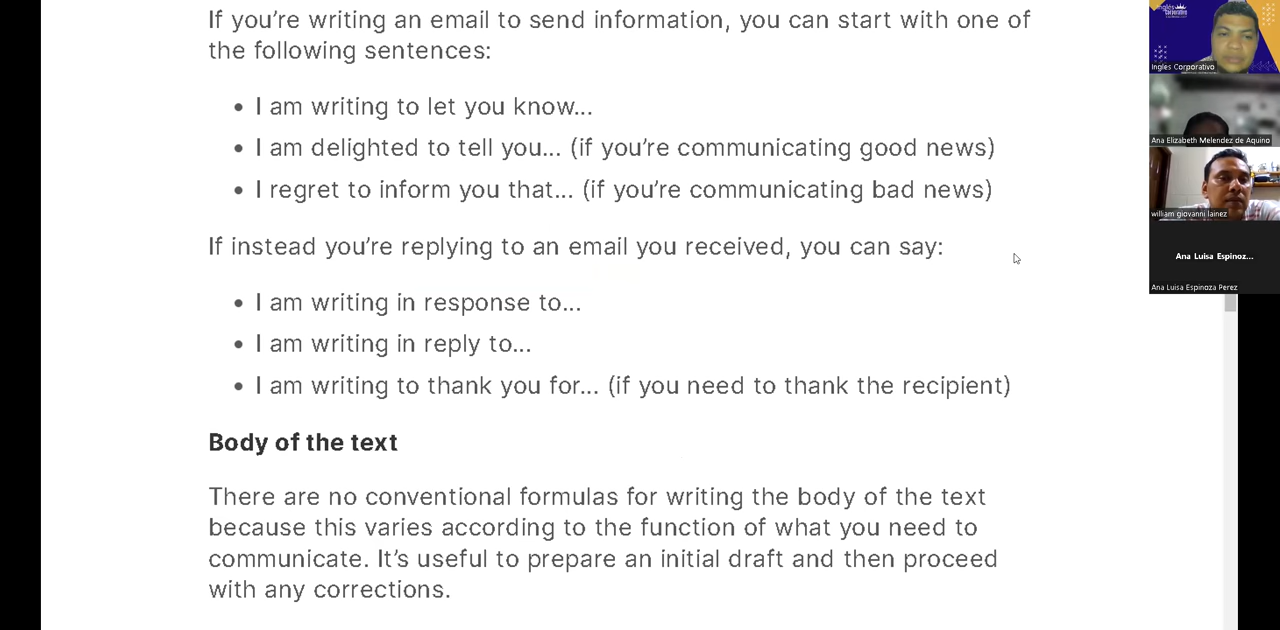 If you’re writing an email to send information, you can start with one of
the following sentences:
• I am writing to let you know...
• I am delighted to tell you... (if you’re communicating good news)
• I regret to inform you that... (if you’re communicating bad news)
If instead you’re replying to an email you received, you can say:
• I am writing in response to...
• I am writing in reply to...
• I am writing to thank you for... (if you need to thank the recipient)
Body of the text
There are no conventional formulas for writing the body of the text
because this varies according to the function of what you need to
communicate. It’s useful to prepare an initial draft and then proceed
with any corrections.
Inglés Corporativo
Ana Elizabeth Melendez de Aquino
william giovanni lainez
Ana Luisa Espinoz...
Ana Luisa Espinoza Perez